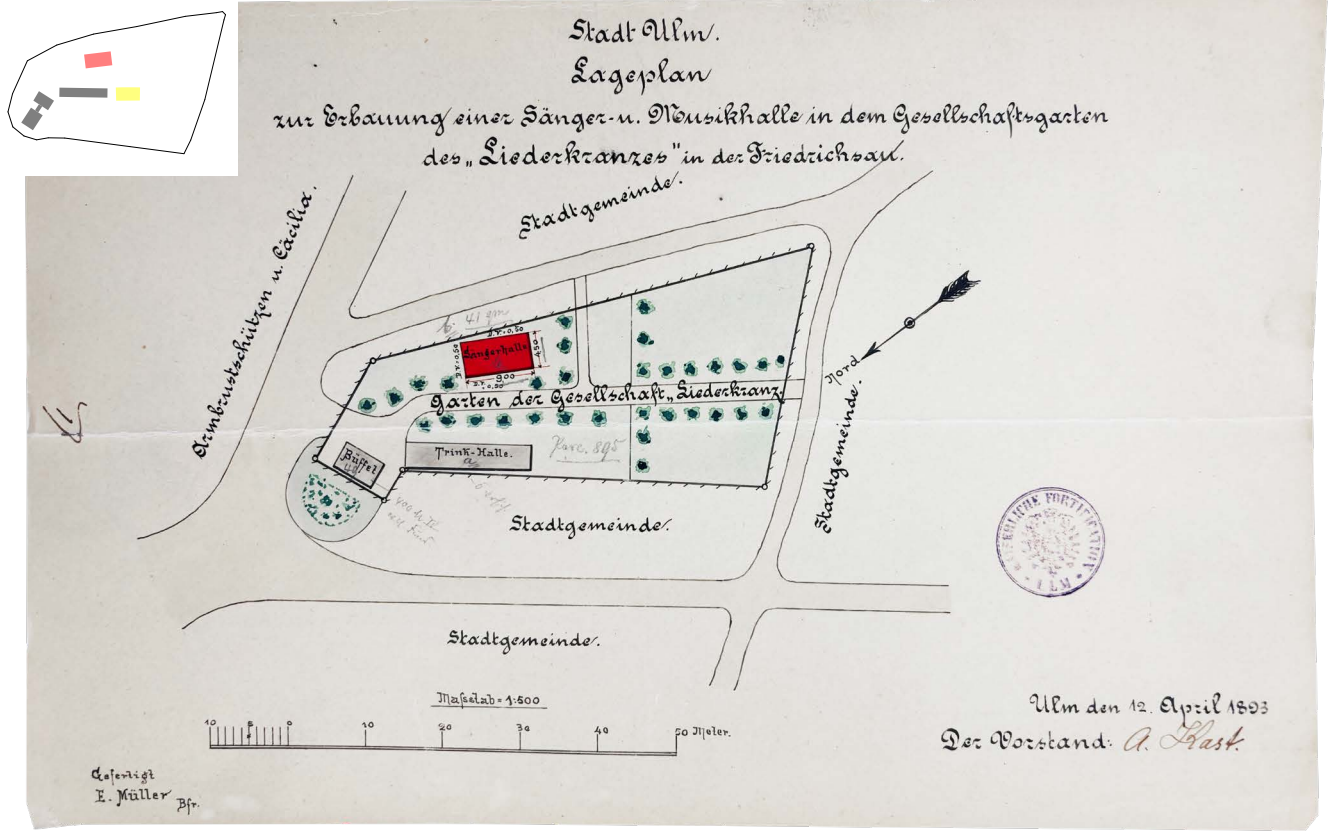 Stadt Ulm.
Lageplan
zur Erbauung einer Sänger- u. Musikhalle in dem Gesellschaftsgarten
des „Liederkranzes" in der Friedrichsau.
Stadtgemeinde.
Armbrustschützen u. Cäcilia.
Sängerhalle
9,00
4,50
Garten der Gesellschaft „Liederkranz"
Nord
Büffet
Trink-Halle.
Parc. 895
Stadtgemeinde.
Stadtgemeinde.
KAISERLICHE FORTIFICATION
ULM
Stadtgemeinde.
Maßstab = 1:500
10 5 0 10 20 30 40 50 Meter.
Ulm den 12. April 1893
Der Vorstand: A. Kast.
Gefertigt
E. Müller Bfr.